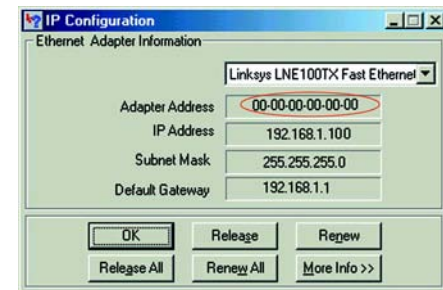 IP Configuration
Ethernet Adapter Information
Linksys LNE100TX Fast Ethernet
Adapter Address 00-00-00-00-00-00
IP Address 192.168.1.100
Subnet Mask 255.255.255.0
Default Gateway 192.168.1.1
OK Release Renew
Release All Renew All More Info >>